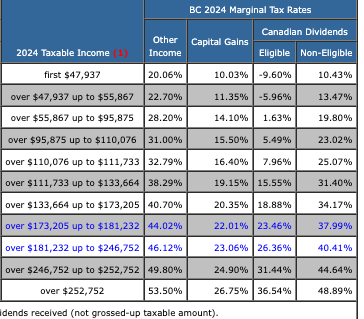 BC 2024 Marginal Tax Rates
2024 Taxable Income (1) Other Income Capital Gains Canadian Dividends
Eligible Non-Eligible
first $47,937 20.06% 10.03% -9.60% 10.43%
over $47,937 up to $55,867 22.70% 11.35% -5.96% 13.47%
over $55,867 up to $95,875 28.20% 14.10% 1.63% 19.80%
over $95,875 up to $110,076 31.00% 15.50% 5.49% 23.02%
over $110,076 up to $111,733 32.79% 16.40% 7.96% 25.07%
over $111,733 up to $133,664 38.29% 19.15% 15.55% 31.40%
over $133,664 up to $173,205 40.70% 20.35% 18.88% 34.17%
over $173,205 up to $181,232 44.02% 22.01% 23.46% 37.99%
over $181,232 up to $246,752 46.12% 23.06% 26.36% 40.41%
over $246,752 up to $252,752 49.80% 24.90% 31.44% 44.64%
over $252,752 53.50% 26.75% 36.54% 48.89%
idends received (not grossed-up taxable amount).